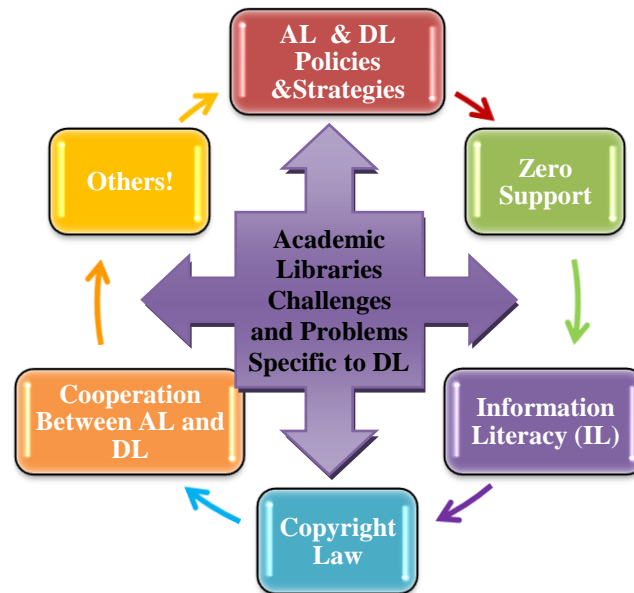 AL & DL
Policies
&Strategies
Zero
Support
Information
Literacy (IL)
Copyright
Law
Cooperation
Between AL and
DL
Others!
Academic
Libraries
Challenges
and Problems
Specific to DL